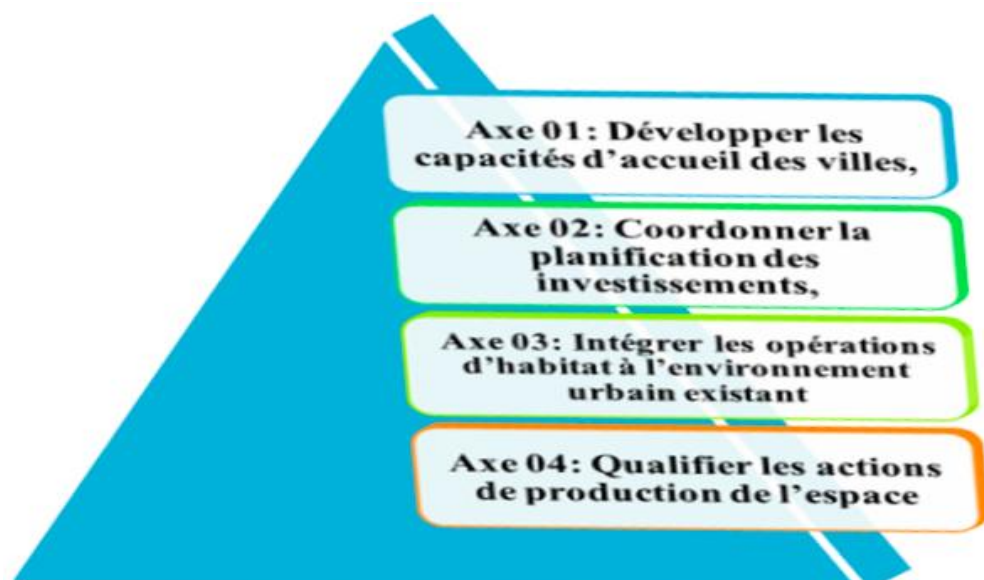 Axe 01: Développer les
capacités d’accueil des villes,
Axe 02: Coordonner la
planification des
investissements,
Axe 03: Intégrer les opérations
d’habitat à l’environnement
urbain existant
Axe 04: Qualifier les actions
de production de l’espace